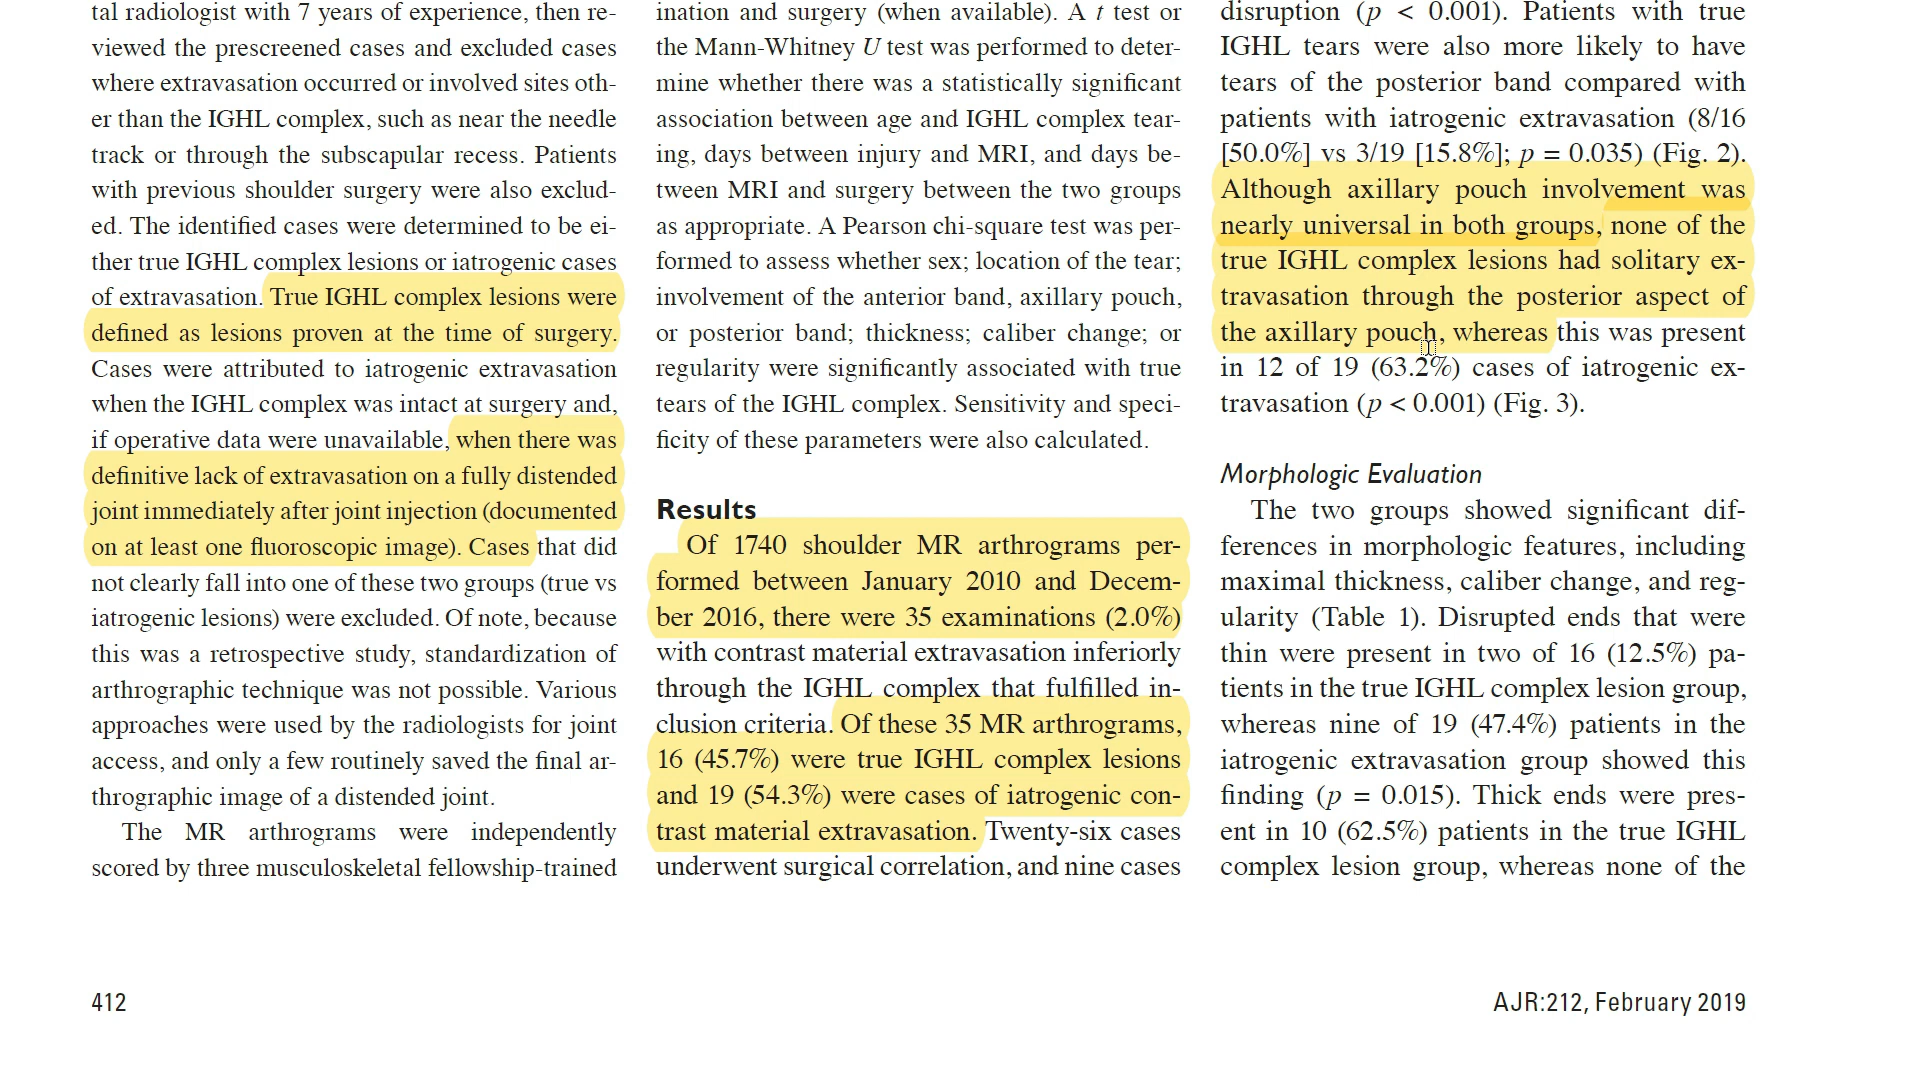 tal radiologist with 7 years of experience, then re-
viewed the prescreened cases and excluded cases
where extravasation occurred or involved sites oth-
er than the IGHL complex, such as near the needle
track or through the subscapular recess. Patients
with previous shoulder surgery were also exclud-
ed. The identified cases were determined to be ei-
ther true IGHL complex lesions or iatrogenic cases
of extravasation. True IGHL complex lesions were
defined as lesions proven at the time of surgery.
Cases were attributed to iatrogenic extravasation
when the IGHL complex was intact at surgery and,
if operative data were unavailable, when there was
definitive lack of extravasation on a fully distended
joint immediately after joint injection (documented
on at least one fluoroscopic image). Cases that did
not clearly fall into one of these two groups (true vs
iatrogenic lesions) were excluded. Of note, because
this was a retrospective study, standardization of
arthrographic technique was not possible. Various
approaches were used by the radiologists for joint
access, and only a few routinely saved the final ar-
thrographic image of a distended joint.
The MR arthrograms were independently
scored by three musculoskeletal fellowship-trained
ination and surgery (when available). A t test or
the Mann-Whitney U test was performed to deter-
mine whether there was a statistically significant
association between age and IGHL complex tear-
ing, days between injury and MRI, and days be-
tween MRI and surgery between the two groups
as appropriate. A Pearson chi-square test was per-
formed to assess whether sex; location of the tear;
involvement of the anterior band, axillary pouch,
or posterior band; thickness; caliber change; or
regularity were significantly associated with true
tears of the IGHL complex. Sensitivity and speci-
ficity of these parameters were also calculated.
Results
Of 1740 shoulder MR arthrograms per-
formed between January 2010 and Decem-
ber 2016, there were 35 examinations (2.0%)
with contrast material extravasation inferiorly
through the IGHL complex that fulfilled in-
clusion criteria. Of these 35 MR arthrograms,
16 (45.7%) were true IGHL complex lesions
and 19 (54.3%) were cases of iatrogenic con-
trast material extravasation. Twenty-six cases
underwent surgical correlation, and nine cases
disruption (p < 0.001). Patients with true
IGHL tears were also more likely to have
tears of the posterior band compared with
patients with iatrogenic extravasation (8/16
[50.0%] vs 3/19 [15.8%]; p = 0.035) (Fig. 2).
Although axillary pouch involvement was
nearly universal in both groups, none of the
true IGHL complex lesions had solitary ex-
travasation through the posterior aspect of
the axillary pouch, whereas this was present
in 12 of 19 (63.2%) cases of iatrogenic ex-
travasation (p < 0.001) (Fig. 3).
Morphologic Evaluation
The two groups showed significant dif-
ferences in morphologic features, including
maximal thickness, caliber change, and reg-
ularity (Table 1). Disrupted ends that were
thin were present in two of 16 (12.5%) pa-
tients in the true IGHL complex lesion group,
whereas nine of 19 (47.4%) patients in the
iatrogenic extravasation group showed this
finding (p = 0.015). Thick ends were pres-
ent in 10 (62.5%) patients in the true IGHL
complex lesion group, whereas none of the
412
AJR:212, February 2019